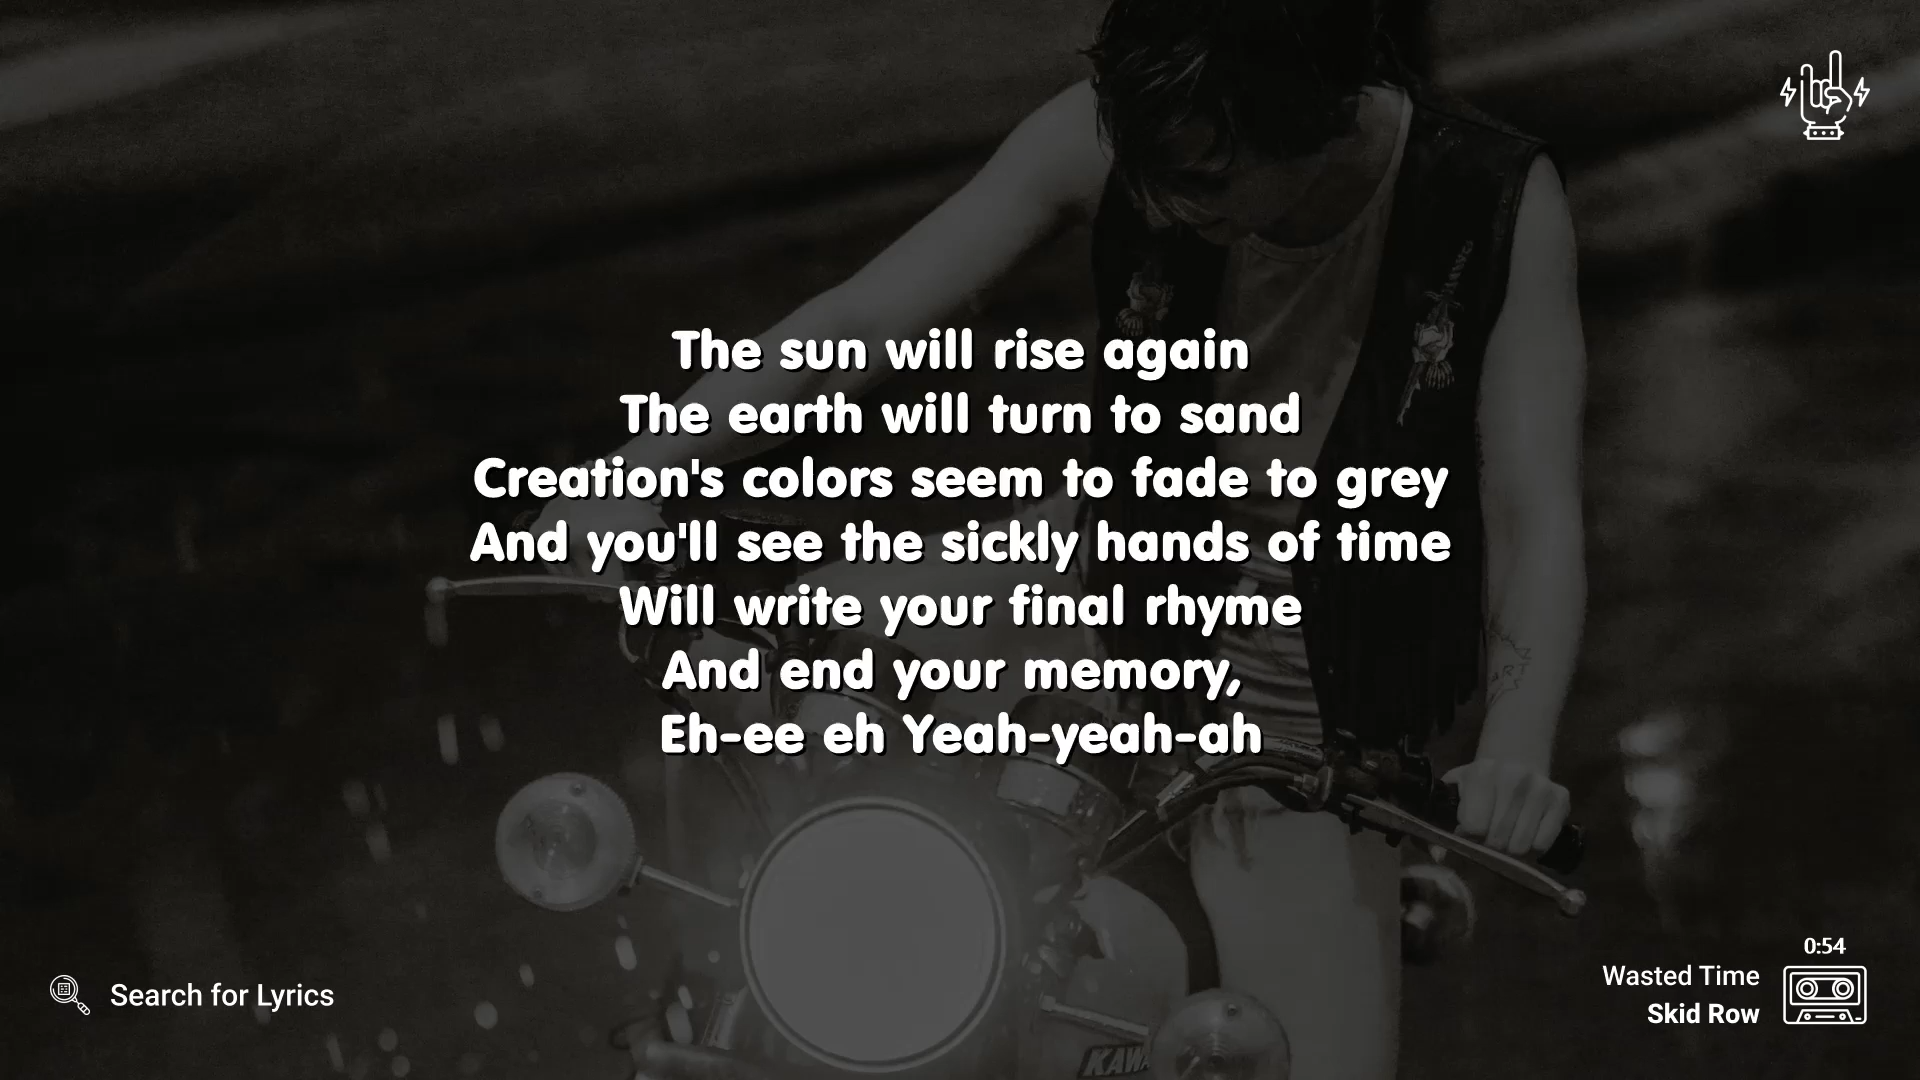 The sun will rise again
The earth will turn to sand
Creation's colors seem to fade to grey
And you'll see the sickly hands of time
Will write your final rhyme
And end your memory,
Eh-ee eh Yeah-yeah-ah
Search for Lyrics
0:54
Wasted Time
Skid Row